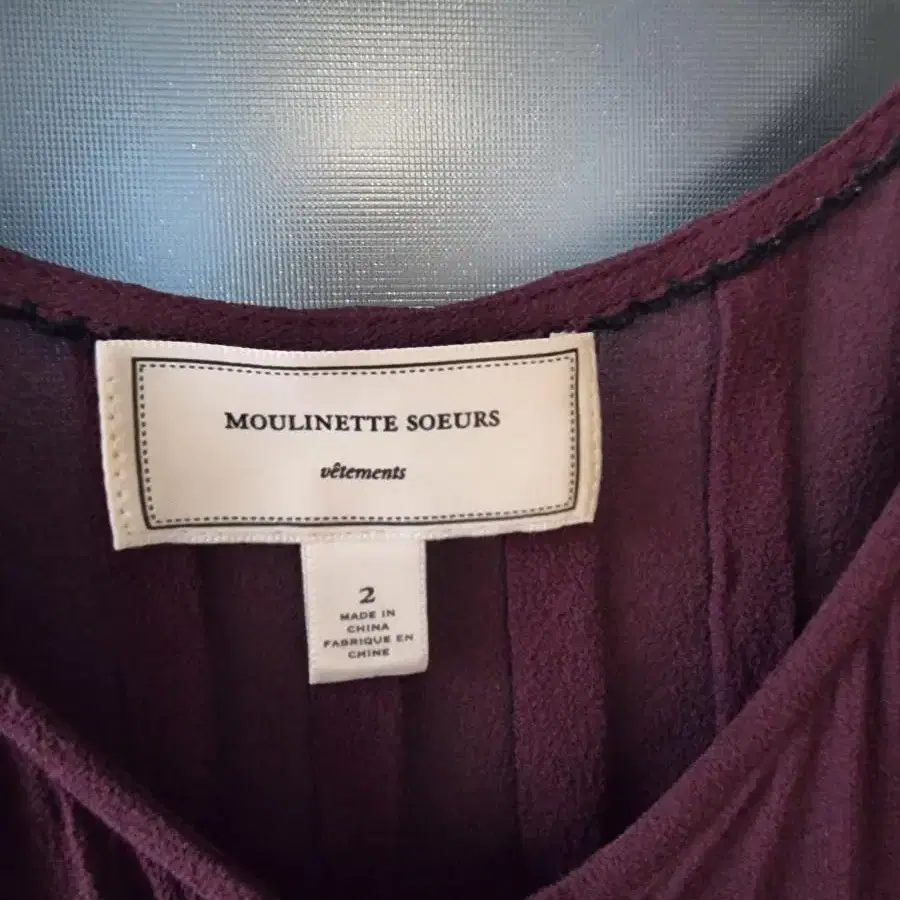 MOULINETTE SOEURS
vêtements
2
MADE IN
CHINA
FABRIQUE EN
CHINE